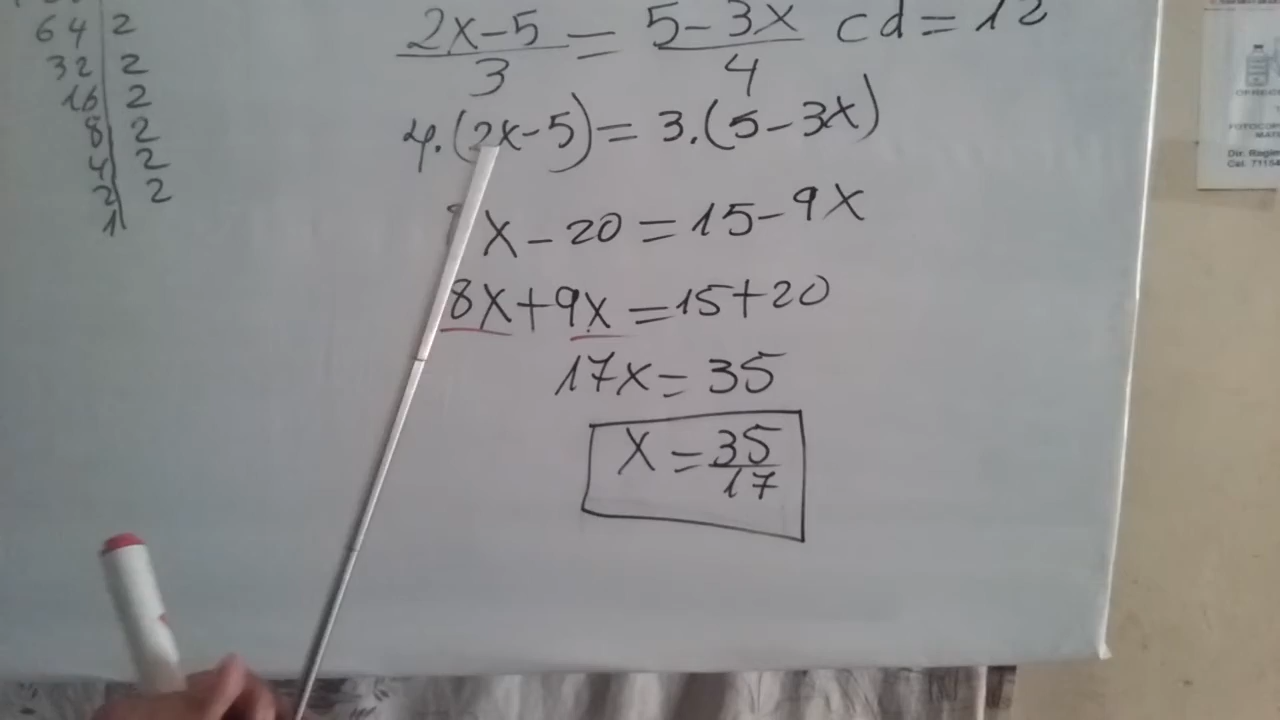 64|2
32|2
16|2
8|2
4|2
2|2
1|
(2x-5)/3 = (5-3x)/4 cd=12
4.(2x-5)=3.(5-3x)
x-20=15-9x
8x+9x=15+20
17x=35
x=35/17
Cel. 7115